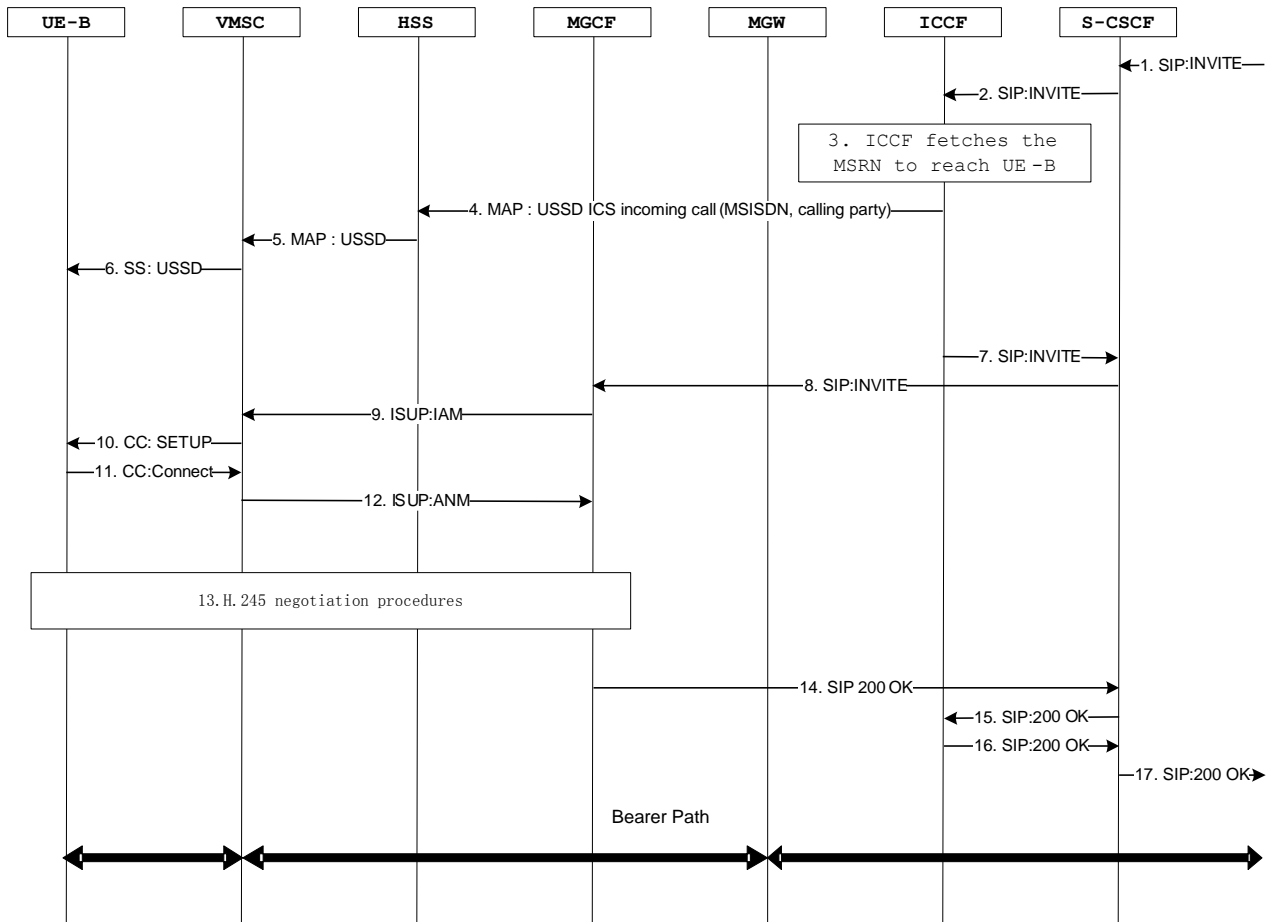 UE-B VMSC HSS MGCF MGW ICCF S-CSCF
1. SIP:INVITE
2. SIP:INVITE
3. ICCF fetches the
MSRN to reach UE-B
4. MAP : USSD ICS incoming call (MSISDN, calling party)
5. MAP : USSD
6. SS: USSD
7. SIP:INVITE
8. SIP:INVITE
9. ISUP:IAM
10. CC: SETUP
11. CC:Connect
12. ISUP:ANM
13.H.245 negotiation procedures
14. SIP 200 OK
15. SIP:200 OK
16. SIP:200 OK
17. SIP:200 OK
Bearer Path